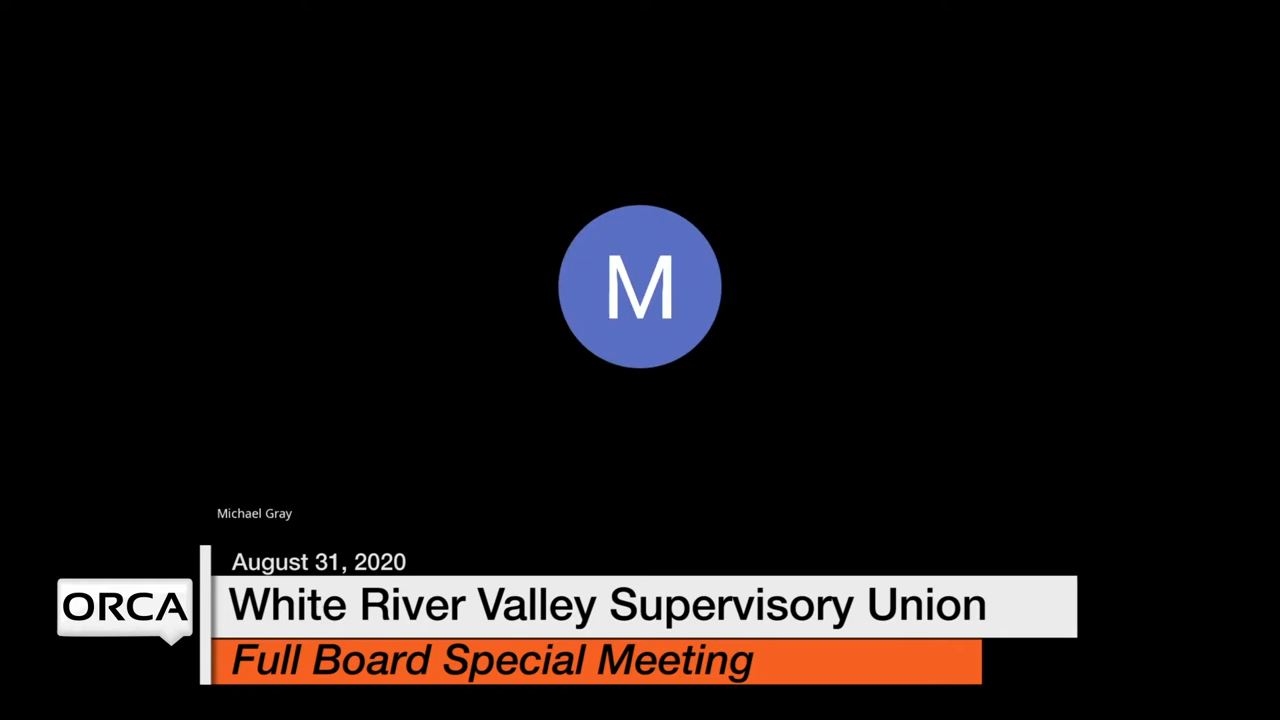 M
Michael Gray
August 31, 2020
ORCA
White River Valley Supervisory Union
Full Board Special Meeting